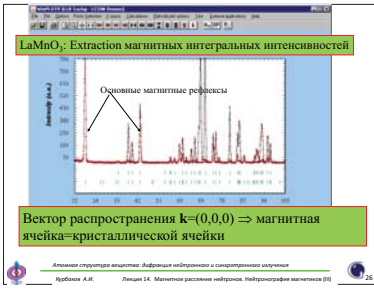 LaMnO₃: Extraction магнитных интегральных интенсивностей
Основные магнитные рефлексы
Intensity (a.u.)
Вектор распространения k=(0,0,0) ⇒ магнитная
ячейка=кристаллической ячейки
Атомная структура вещества: дифракция нейтронного и синхротронного излучения
Курбаков А.И. Лекция 14. Магнитное рассеяние нейтронов. Нейтронография магнетиков (III)
26